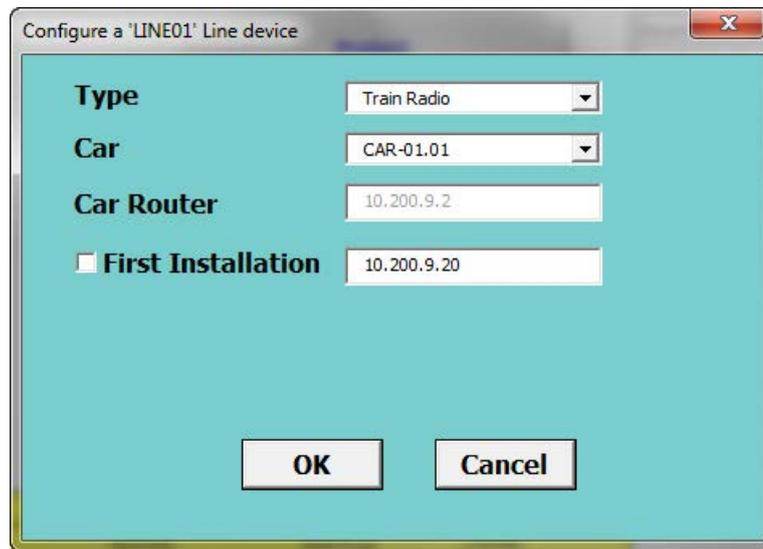 Configure a 'LINE01' Line device
Type
Train Radio
Car
CAR-01.01
Car Router
10.200.9.2
First Installation
10.200.9.20
OK
Cancel